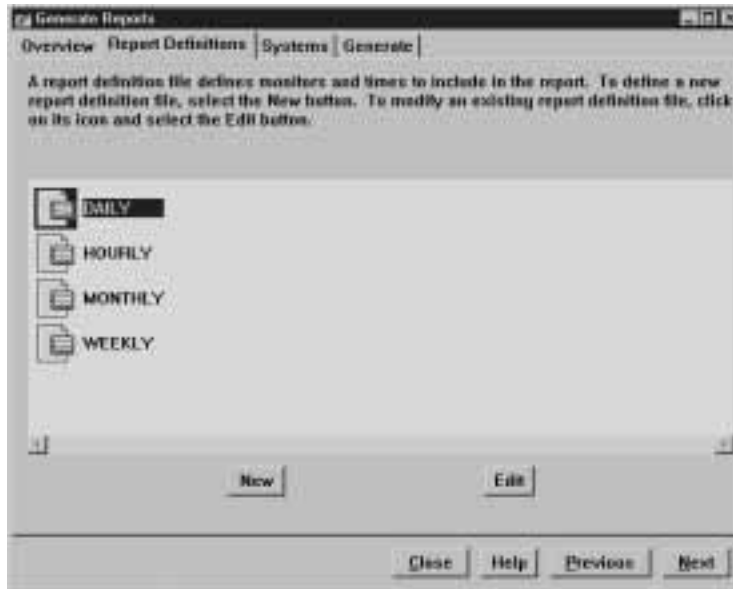 Generate Reports
Overview Report Definitions Systems Generate
A report definition file defines monitors and times to include in the report. To define a new
report definition file, select the New button. To modify an existing report definition file, click
on its icon and select the Edit button.
DAILY
HOURLY
MONTHLY
WEEKLY
New Edit
Close Help Previous Next